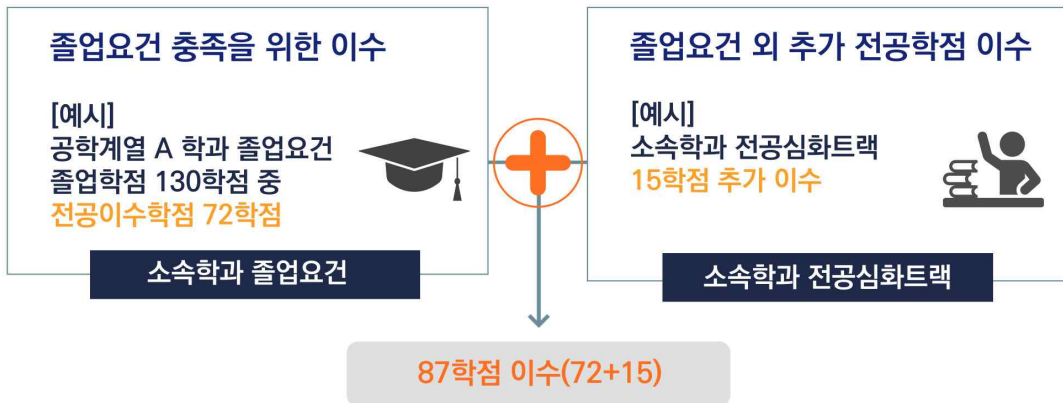 졸업요건 충족을 위한 이수
[예시]
공학계열 A 학과 졸업요건
졸업학점 130학점 중
전공이수학점 72학점
소속학과 졸업요건
졸업요건 외 추가 전공학점 이수
[예시]
소속학과 전공심화트랙
15학점 추가 이수
소속학과 전공심화트랙
87학점 이수(72+15)